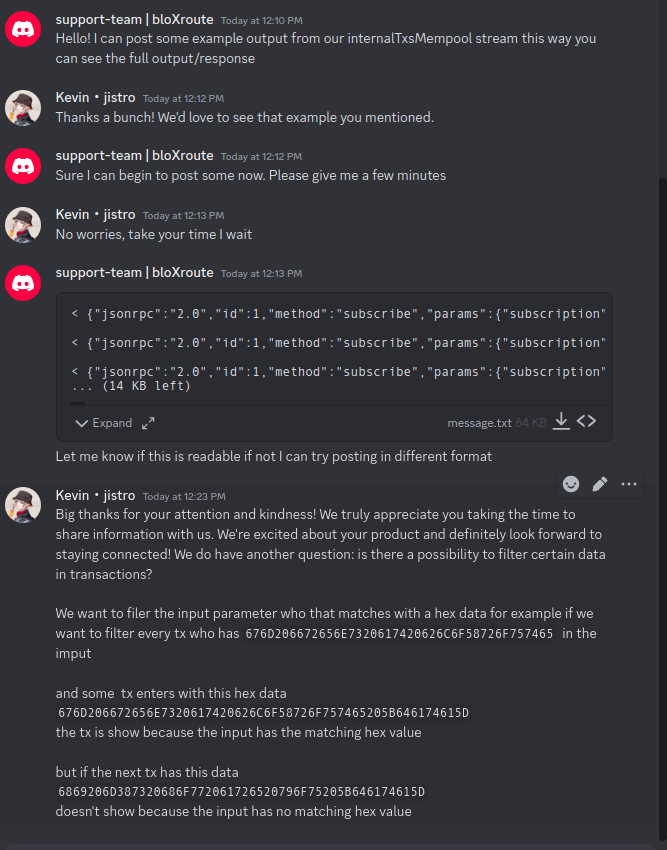 support-team | bloXroute Today at 12:10 PM
Hello! I can post some example output from our internalTxsMempool stream this way you
can see the full output/response
Kevin • jistro Today at 12:12 PM
Thanks a bunch! We'd love to see that example you mentioned.
support-team | bloXroute Today at 12:12 PM
Sure I can begin to post some now. Please give me a few minutes
Kevin • jistro Today at 12:13 PM
No worries, take your time I wait
support-team | bloXroute Today at 12:13 PM
< {"jsonrpc":"2.0","id":1,"method":"subscribe","params":{"subscription"
< {"jsonrpc":"2.0","id":1,"method":"subscribe","params":{"subscription"
< {"jsonrpc":"2.0","id":1,"method":"subscribe","params":{"subscription"
... (14 KB left)
Expand message.txt 64 KB
Let me know if this is readable if not I can try posting in different format
Kevin • jistro Today at 12:23 PM
Big thanks for your attention and kindness! We truly appreciate you taking the time to
share information with us. We're excited about your product and definitely look forward to
staying connected! We do have another question: is there a possibility to filter certain data
in transactions?
We want to filer the input parameter who that matches with a hex data for example if we
want to filter every tx who has 676D206672656E7320617420626C6F58726F757465 in the
imput
and some tx enters with this hex data
676D206672656E7320617420626C6F58726F757465205B646174615D
the tx is show because the input has the matching hex value
but if the next tx has this data
6869206D387320686F772061726520796F75205B646174615D
doesn't show because the input has no matching hex value